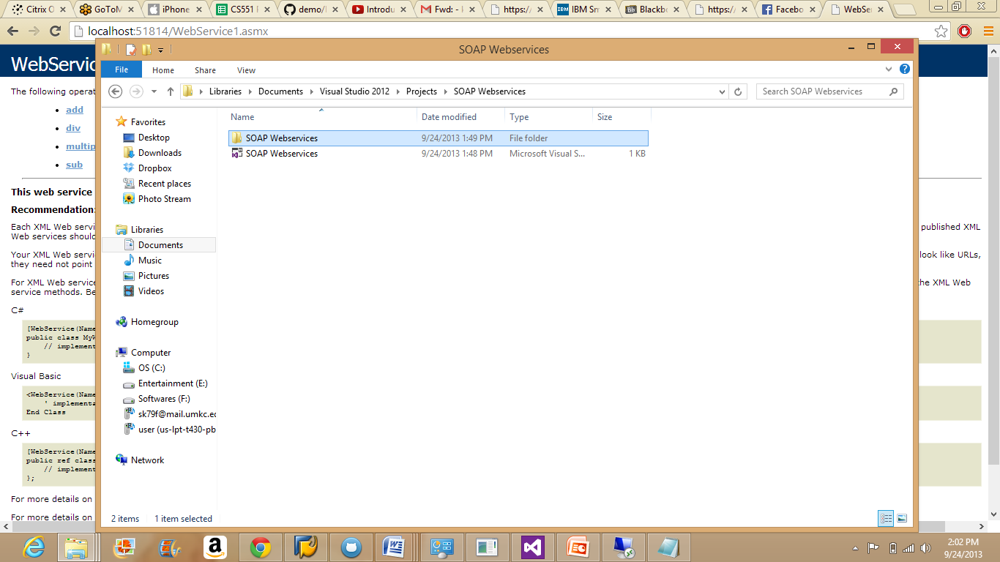 Citrix O
GoToM
iPhone
CS551 P
demo/
Introdu
Fwd: -
https:/
IBM Sm
Blackb
https:/
Facebo
WebSer
localhost:51814/WebService1.asmx
SOAP Webservices
File Home Share View
Libraries Documents Visual Studio 2012 Projects SOAP Webservices
Search SOAP Webservices
Name Date modified Type Size
SOAP Webservices 9/24/2013 1:49 PM File folder
SOAP Webservices 9/24/2013 1:48 PM Microsoft Visual S... 1 KB
Favorites
Desktop
Downloads
Dropbox
Recent places
Photo Stream
Libraries
Documents
Music
Pictures
Videos
Homegroup
Computer
OS (C:)
Entertainment (E:)
Softwares (F:)
sk79f@mail.umkc.ed
user (us-lpt-t430-pb
Network
2 items 1 item selected
WebServic
The following operat
add
div
multip
sub
This web service
Recommendation:
Each XML Web servi published XML
Web services shoul
Your XML Web servi look like URLs,
they need not point
For XML Web service he XML Web
service methods. Be
C#
[WebService(Name
public class MyW
// implement
}
Visual Basic
<WebService(Name
' implementa
End Class
C++
[WebService(Name
public ref class
// implement
};
For more details on
For more details on
2:02 PM
9/24/2013